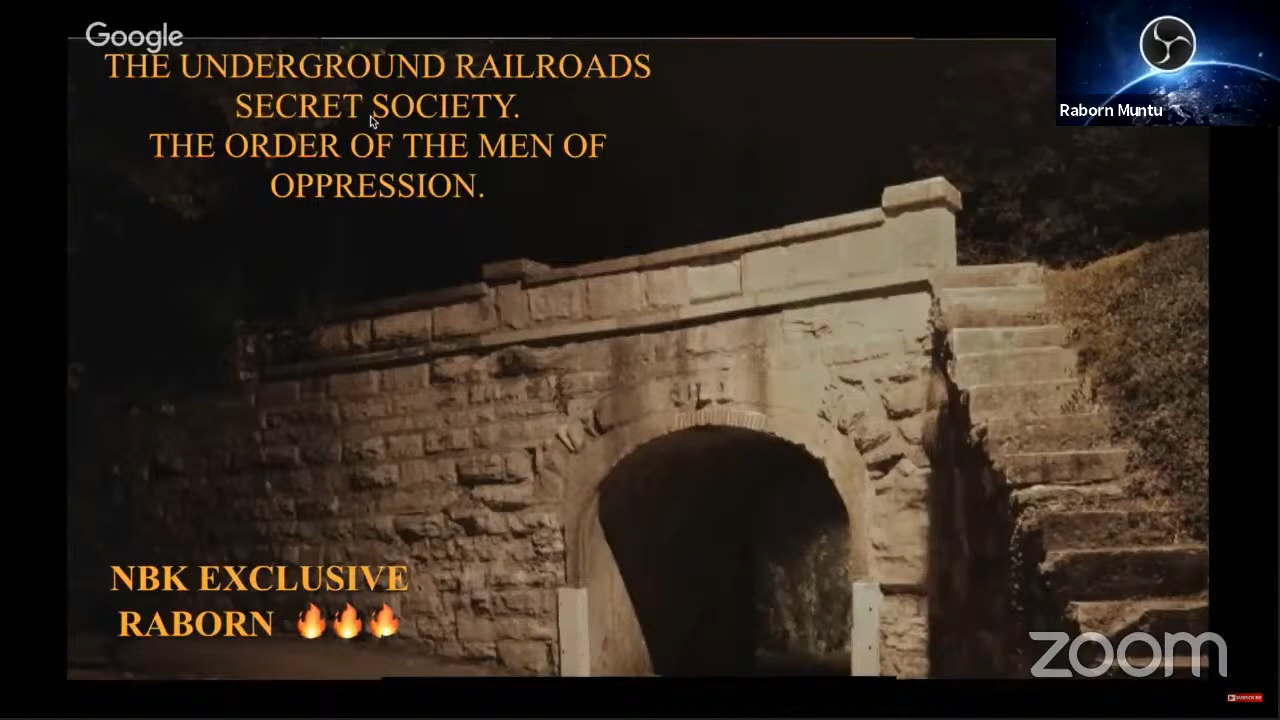 Google
THE UNDERGROUND RAILROADS
SECRET SOCIETY.
THE ORDER OF THE MEN OF
OPPRESSION.
Raborn Muntu
NBK EXCLUSIVE
RABORN 🔥🔥🔥
zoom
SUBSCRIBE